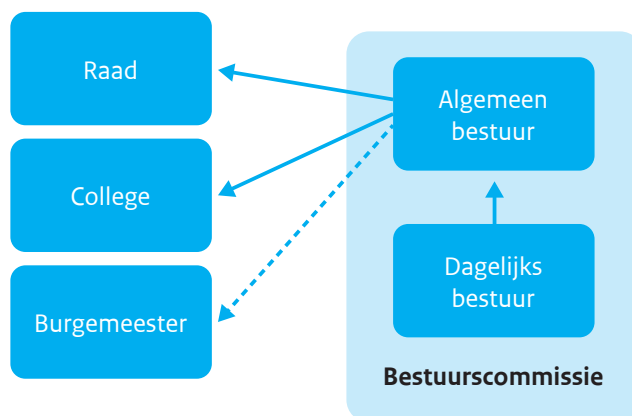 Raad
College
Burgemeester
Algemeen
bestuur
Dagelijks
bestuur
Bestuurscommissie